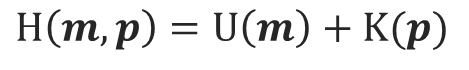 H(m, p) = U(m) + K(p)